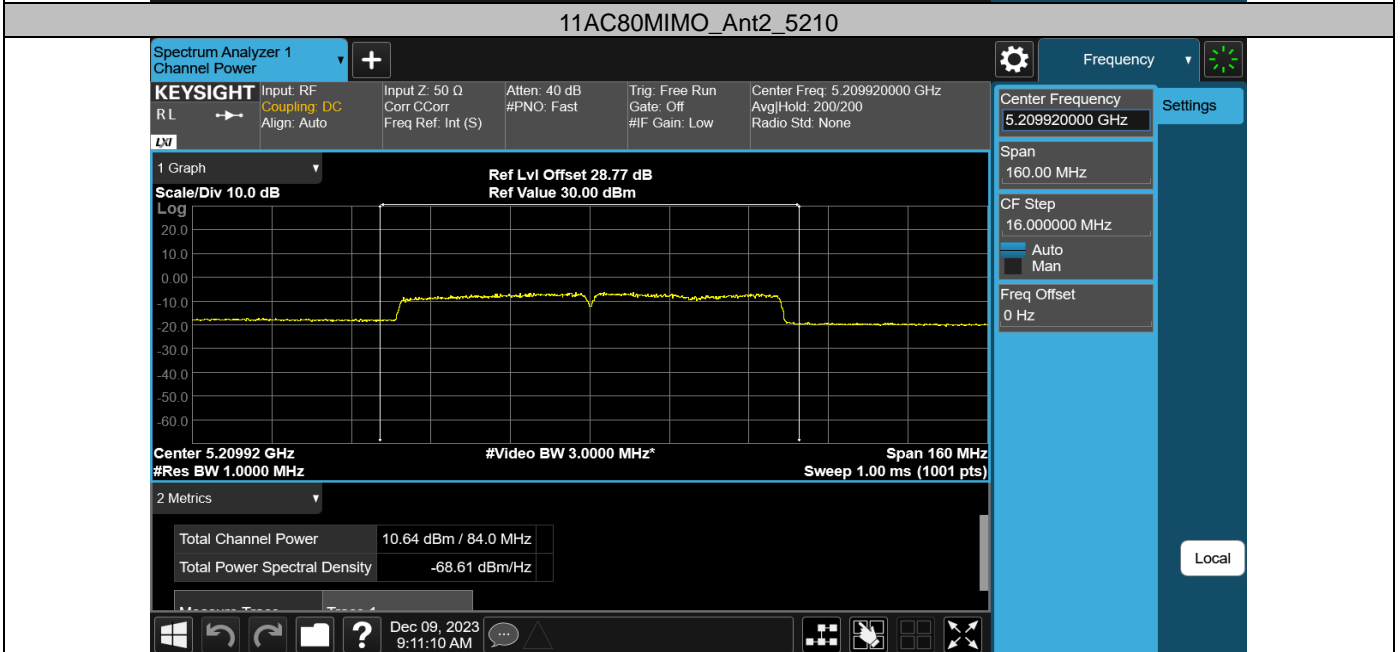 11AC80MIMO_Ant2_5210
Spectrum Analyzer 1
Channel Power
Frequency
KEYSIGHT
R L
LXI
Input: RF
Coupling: DC
Align: Auto
Input Z: 50 Ω
Corr CCorr
Freq Ref: Int (S)
Atten: 40 dB
#PNO: Fast
Trig: Free Run
Gate: Off
#IF Gain: Low
Center Freq: 5.209920000 GHz
Avg|Hold: 200/200
Radio Std: None
Center Frequency
5.209920000 GHz
Settings
Span
160.00 MHz
CF Step
16.000000 MHz
Auto
Man
Freq Offset
0 Hz
1 Graph
Scale/Div 10.0 dB
Ref Lvl Offset 28.77 dB
Ref Value 30.00 dBm
Log
20.0
10.0
0.00
-10.0
-20.0
-30.0
-40.0
-50.0
-60.0
Center 5.20992 GHz
#Video BW 3.0000 MHz*
Span 160 MHz
#Res BW 1.0000 MHz
Sweep 1.00 ms (1001 pts)
2 Metrics
Total Channel Power 10.64 dBm / 84.0 MHz
Total Power Spectral Density -68.61 dBm/Hz
Measure Trace Trace 1
Local
?
Dec 09, 2023
9:11:10 AM